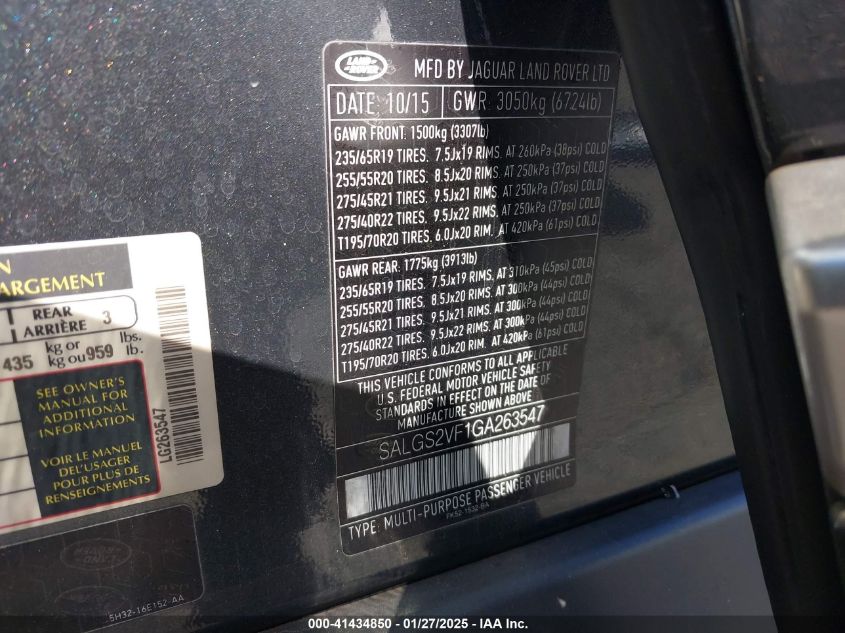 LAND ROVER
MFD BY JAGUAR LAND ROVER LTD
DATE: 10/15 GWR: 3050kg (6724lb)
GAWR FRONT: 1500kg (3307lb)
235/65R19 TIRES. 7.5Jx19 RIMS. AT 260kPa (38psi) COLD
255/55R20 TIRES. 8.5Jx20 RIMS. AT 250kPa (37psi) COLD
275/45R21 TIRES. 9.5Jx21 RIMS. AT 250kPa (37psi) COLD
275/40R22 TIRES. 9.5Jx22 RIMS. AT 250kPa (37psi) COLD
T195/70R20 TIRES. 6.0Jx20 RIM. AT 420kPa (61psi) COLD
GAWR REAR: 1775kg (3913lb)
235/65R19 TIRES. 7.5Jx19 RIMS. AT 310kPa (45psi) COLD
255/55R20 TIRES. 8.5Jx20 RIMS. AT 300kPa (44psi) COLD
275/45R21 TIRES. 9.5Jx21 RIMS. AT 300kPa (44psi) COLD
275/40R22 TIRES. 9.5Jx22 RIMS. AT 300kPa (44psi) COLD
T195/70R20 TIRES. 6.0Jx20 RIM. AT 420kPa (61psi) COLD
THIS VEHICLE CONFORMS TO ALL APPLICABLE
U.S. FEDERAL MOTOR VEHICLE SAFETY
STANDARDS IN EFFECT ON THE DATE OF
MANUFACTURE SHOWN ABOVE
SALGS2VF1GA263547
TYPE: MULTI-PURPOSE PASSENGER VEHICLE
FK52-1532-BA
N
ARGEMENT
REAR
ARRIÈRE 3
435 kg or
kg ou 959 lbs.
lb.
SEE OWNER'S
MANUAL FOR
ADDITIONAL
INFORMATION
VOIR LE MANUEL
DEL'USAGER
POUR PLUS DE
RENSEIGNEMENTS
LG263547
5H32-16E152-AA
000-41434850 | 01/27/2025 | ©IAA Inc.